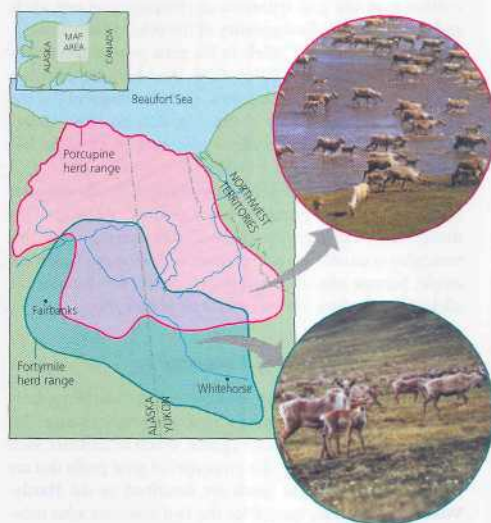 ALASKA
MAP
AREA
CANADA
Beaufort Sea
Porcupine
herd range
NORTHWEST
TERRITORIES
Fairbanks
Fortymile
herd range
Whitehorse
ALASKA
YUKON